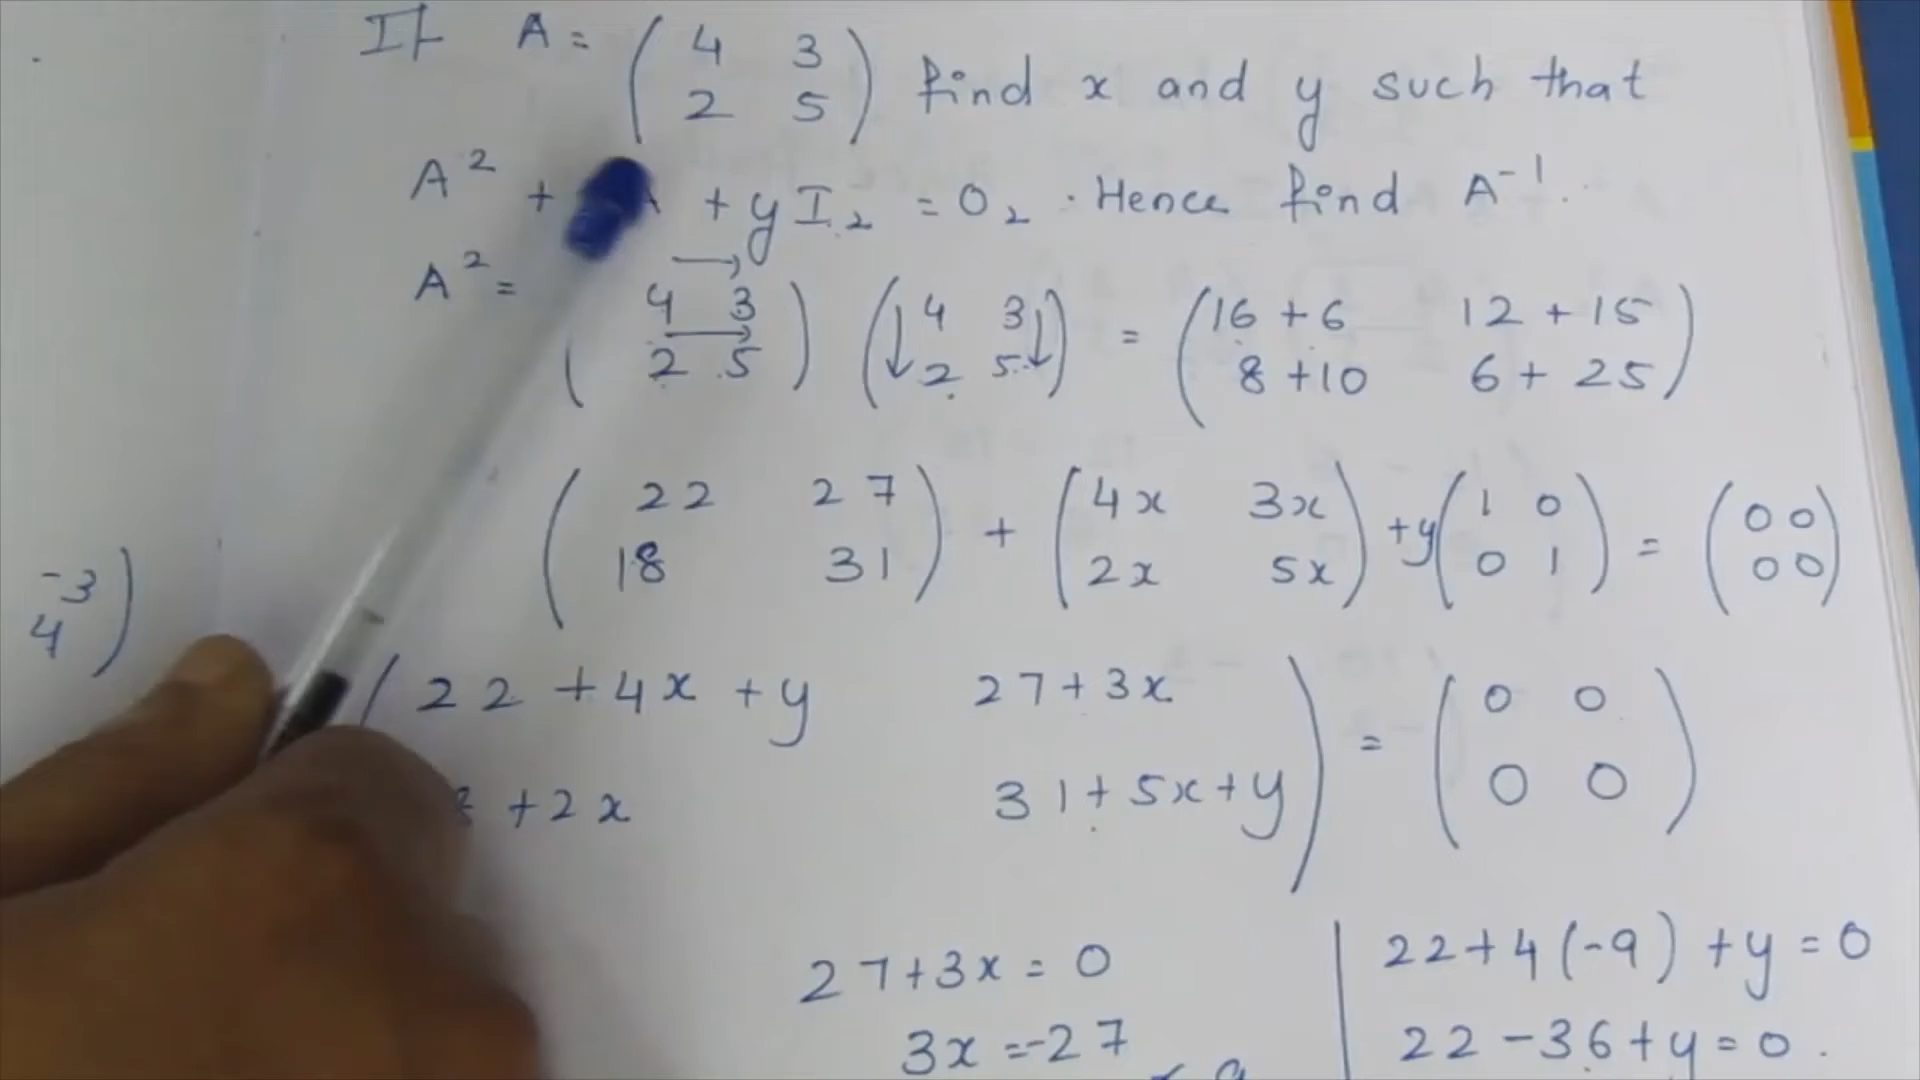 If A = ( 4 3
2 5 ) find x and y such that
A² + A + y I₂ = O₂ . Hence find A⁻¹.
A² = ( 4 3
2 5 ) ( 4 3
2 5 ) = ( 16 + 6 12 + 15
8 + 10 6 + 25 )
( 22 27
18 31 ) + ( 4x 3x
2x 5x ) + y ( 1 0
0 1 ) = ( 0 0
0 0 )
-3
4 )
( 22 + 4x + y 27 + 3x
+ 2x 31 + 5x + y ) = ( 0 0
0 0 )
27 + 3x = 0
3x = -27
22 + 4 (-9) + y = 0
22 - 36 + y = 0 .